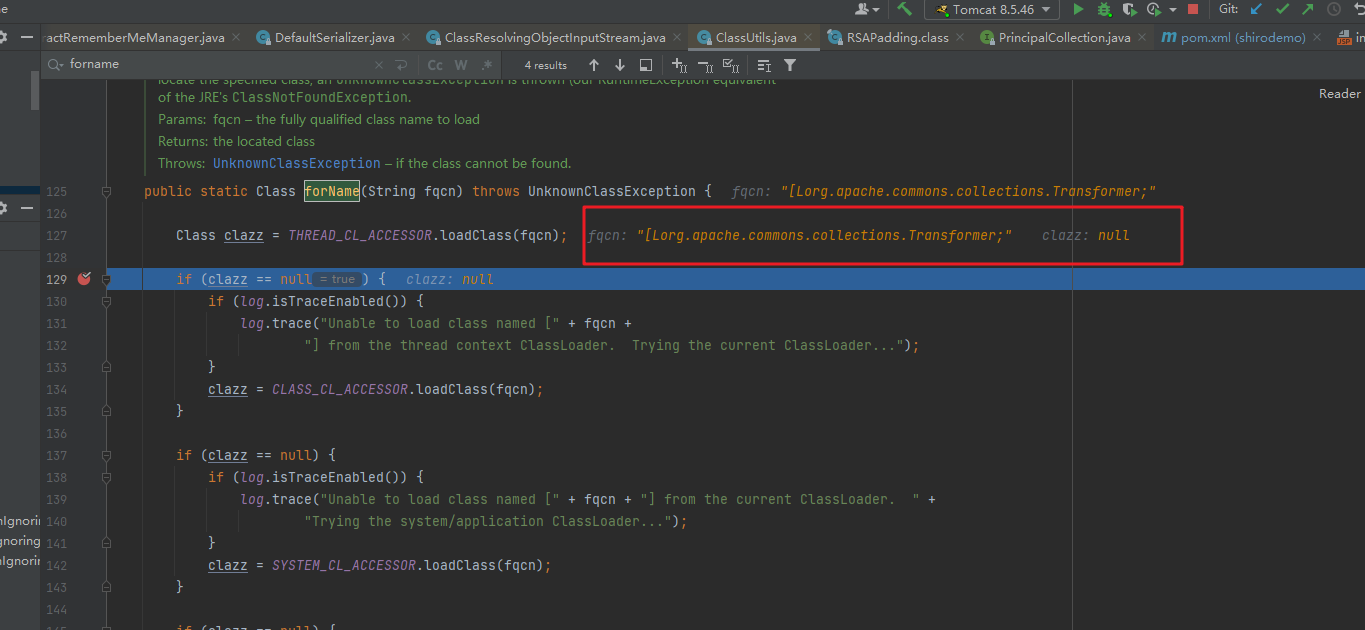 e
Tomcat 8.5.46 Git:
ractRememberMeManager.java DefaultSerializer.java ClassResolvingObjectInputStream.java ClassUtils.java RSAPadding.class PrincipalCollection.java m pom.xml (shirodemo) in
forname Cc W .* 4 results
locate the specified class, an UnknownClassException is thrown (our RuntimeException equivalent
of the JRE's ClassNotFoundException.
Reader
Params: fqcn – the fully qualified class name to load
Returns: the located class
Throws: UnknownClassException – if the class cannot be found.
125 public static Class forName(String fqcn) throws UnknownClassException { fqcn: "[Lorg.apache.commons.collections.Transformer;"
126
127 Class clazz = THREAD_CL_ACCESSOR.loadClass(fqcn); fqcn: "[Lorg.apache.commons.collections.Transformer;" clazz: null
128
129 if (clazz == null = true ) { clazz: null
130 if (log.isTraceEnabled()) {
131 log.trace("Unable to load class named [" + fqcn +
132 "] from the thread context ClassLoader.  Trying the current ClassLoader...");
133 }
134 clazz = CLASS_CL_ACCESSOR.loadClass(fqcn);
135 }
136
137 if (clazz == null) {
138 if (log.isTraceEnabled()) {
139 log.trace("Unable to load class named [" + fqcn + "] from the current ClassLoader.  " +
nIgnorin 140 "Trying the system/application ClassLoader...");
gnoring 141 }
nIgnorin 142 clazz = SYSTEM_CL_ACCESSOR.loadClass(fqcn);
143 }
144
145 if (clazz == null) {